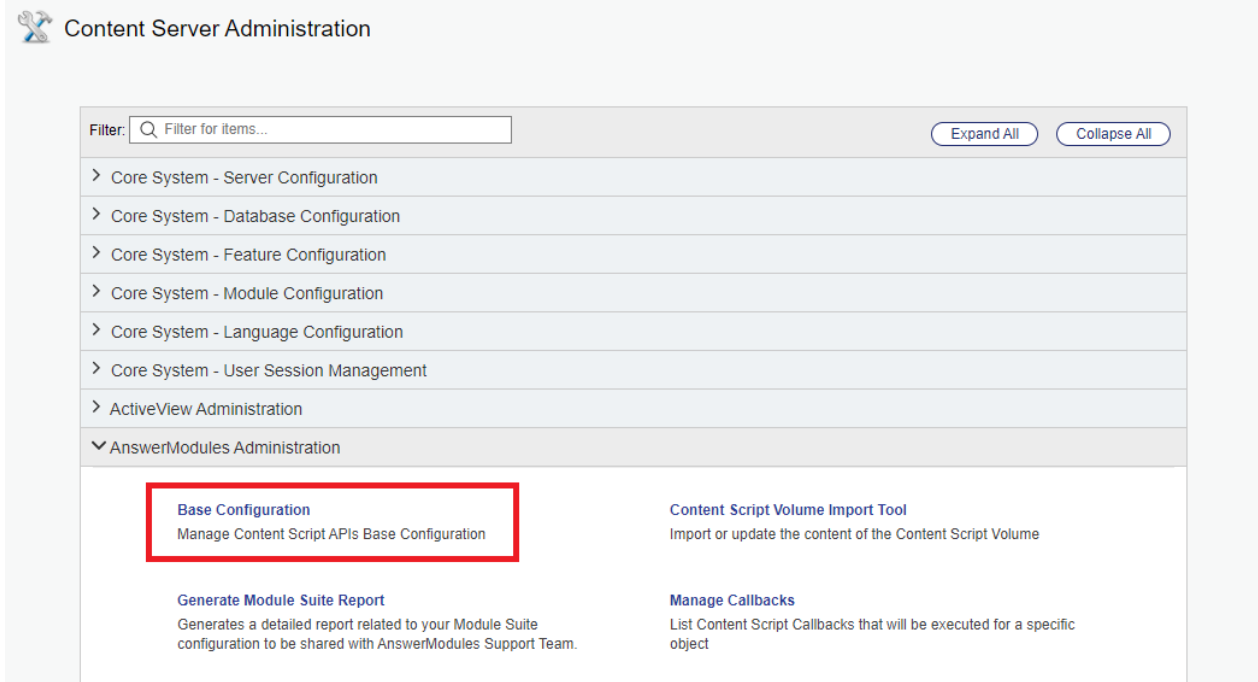 Content Server Administration
Filter: Filter for items...
Expand All
Collapse All
Core System - Server Configuration
Core System - Database Configuration
Core System - Feature Configuration
Core System - Module Configuration
Core System - Language Configuration
Core System - User Session Management
ActiveView Administration
AnswerModules Administration
Base Configuration
Manage Content Script APIs Base Configuration
Content Script Volume Import Tool
Import or update the content of the Content Script Volume
Generate Module Suite Report
Generates a detailed report related to your Module Suite
configuration to be shared with AnswerModules Support Team.
Manage Callbacks
List Content Script Callbacks that will be executed for a specific
object